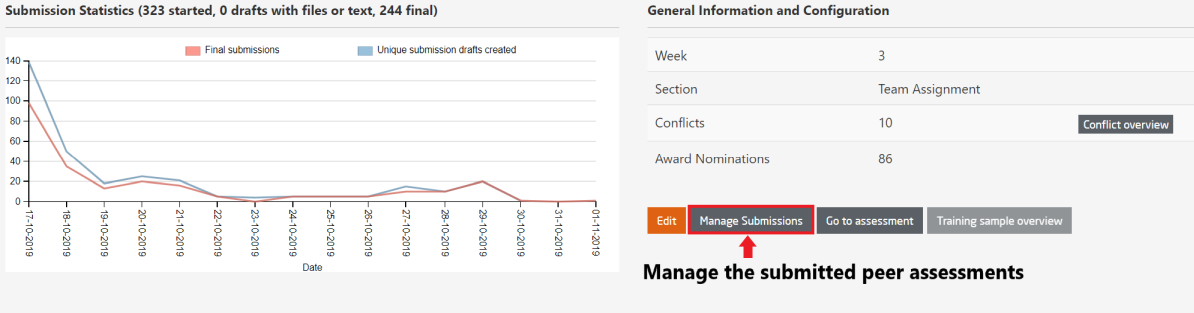 Submission Statistics (323 started, 0 drafts with files or text, 244 final)
Final submissions
Unique submission drafts created
140
120
100
80
60
40
20
0
17-10-2019
18-10-2019
19-10-2019
20-10-2019
21-10-2019
22-10-2019
23-10-2019
24-10-2019
25-10-2019
26-10-2019
27-10-2019
28-10-2019
29-10-2019
30-10-2019
31-10-2019
01-11-2019
Date
General Information and Configuration
Week 3
Section Team Assignment
Conflicts 10 Conflict overview
Award Nominations 86
Edit Manage Submissions Go to assessment Training sample overview
Manage the submitted peer assessments